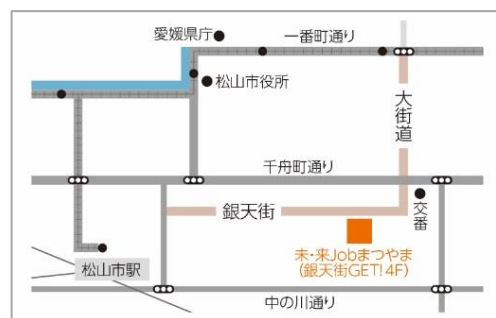 愛媛県庁
一番町通り
松山市役所
大街道
千舟町通り
銀天街
交番
未・来Jobまつやま
(銀天街GET! 4F)
松山市駅
中の川通り